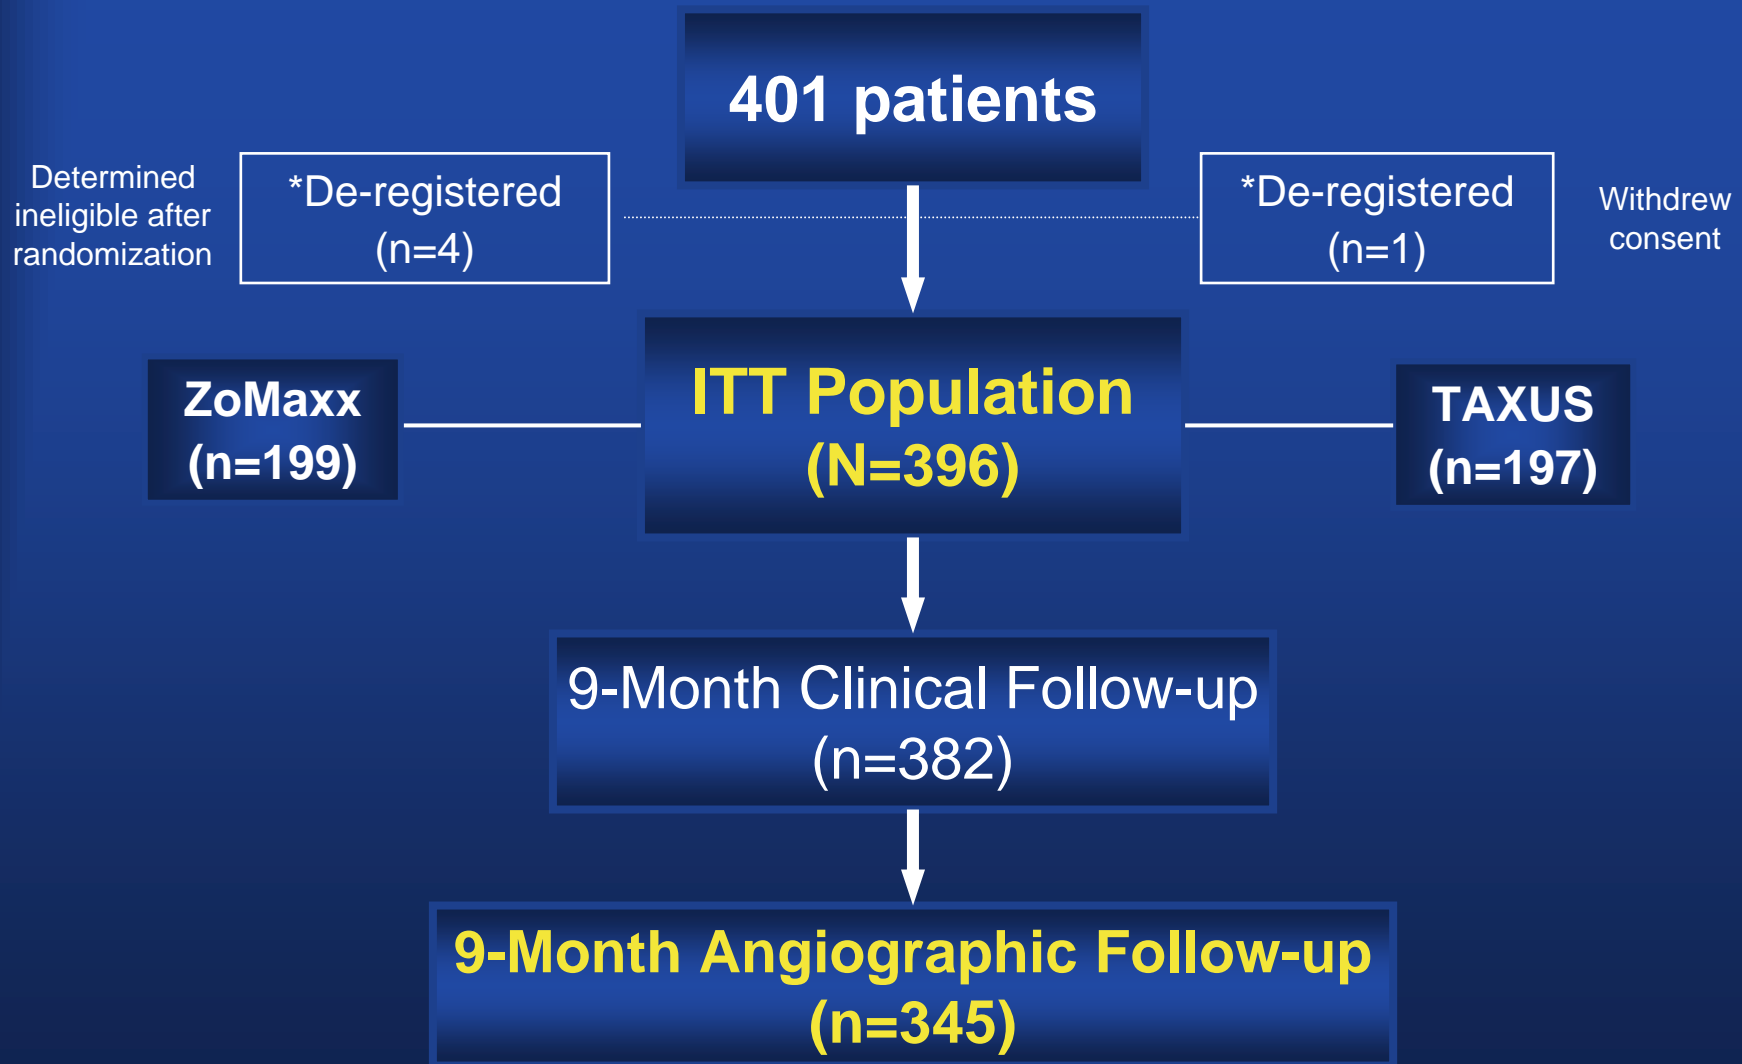 401 patients
Determined
ineligible after
randomization
*De-registered
(n=4)
*De-registered
(n=1)
Withdrew
consent
ZoMaxx
(n=199)
ITT Population
(N=396)
TAXUS
(n=197)
9-Month Clinical Follow-up
(n=382)
9-Month Angiographic Follow-up
(n=345)